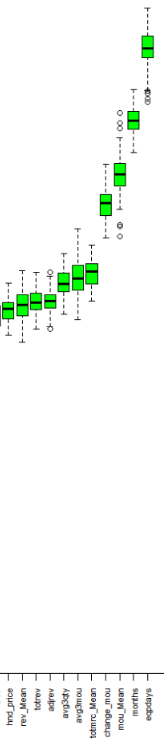 hnd_price
rev_Mean
totrev
adjrev
avg3qty
avg3mou
totmrc_Mean
change_mou
mou_Mean
months
eqpdays